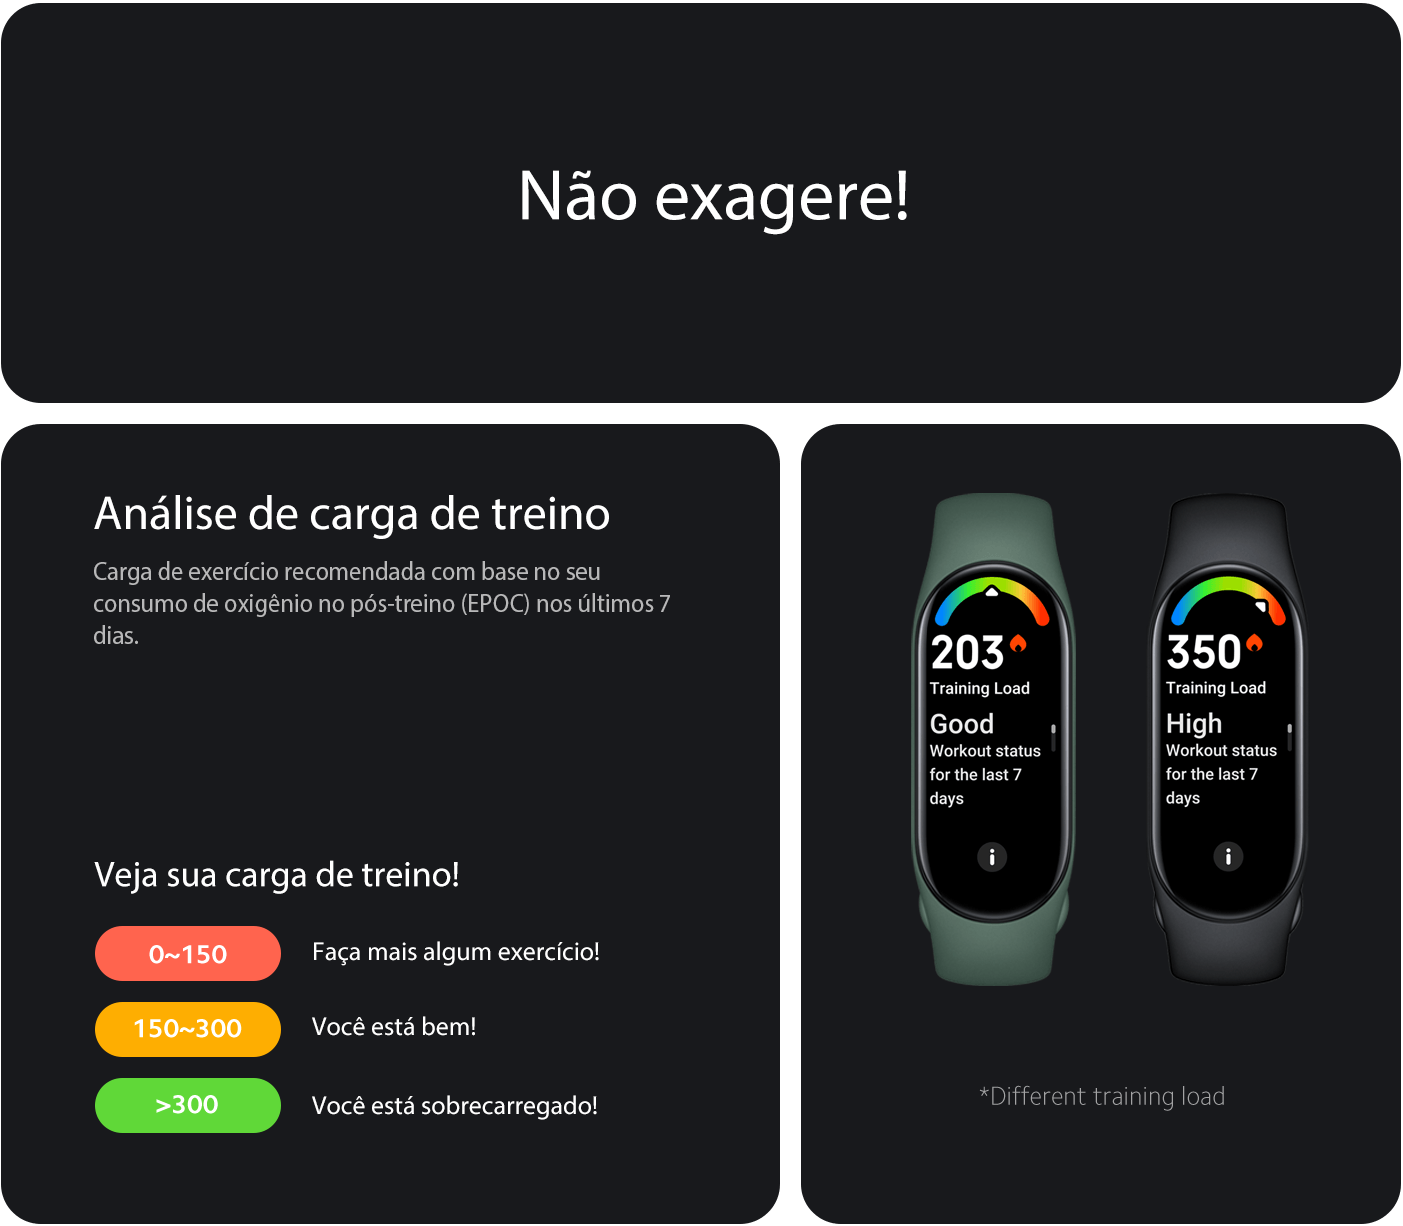 Não exagere!
Análise de carga de treino
Carga de exercício recomendada com base no seu
consumo de oxigênio no pós-treino (EPOC) nos últimos 7
dias.
Veja sua carga de treino!
0~150 Faça mais algum exercício!
150~300 Você está bem!
>300 Você está sobrecarregado!
203
Training Load
Good
Workout status
for the last 7
days
350
Training Load
High
Workout status
for the last 7
days
*Different training load